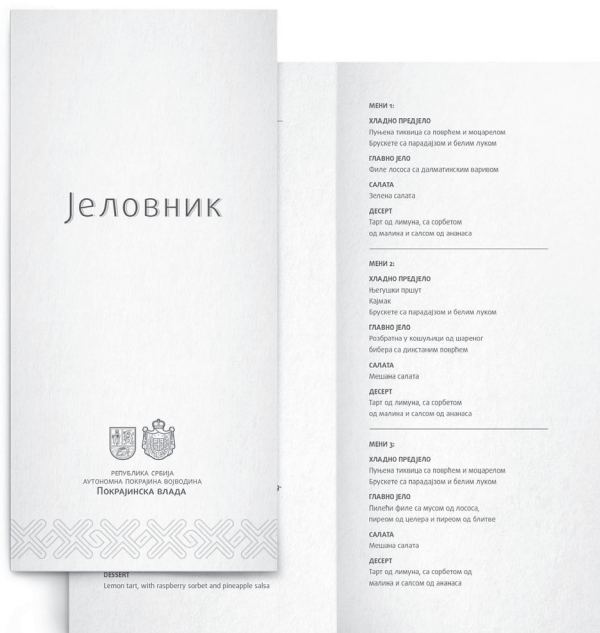 Јеловник
РЕПУБЛИКА СРБИЈА
АУТОНОМНА ПОКРАЈИНА ВОЈВОДИНА
Покрајинска влада
DESSERT
Lemon tart, with raspberry sorbet and pineapple salsa
МЕНИ 1:
ХЛАДНО ПРЕДЈЕЛО
Пуњена тиквица са поврћем и моцарелом
Брускете са парадајзом и белим луком
ГЛАВНО ЈЕЛО
Филе лососа са далматинским варивом
САЛАТА
Зелена салата
ДЕСЕРТ
Тарт од лимуна, са сорбетом
од малина и салсом од ананаса
МЕНИ 2:
ХЛАДНО ПРЕДЈЕЛО
Његушки пршут
Кајмак
Брускете са парадајзом и белим луком
ГЛАВНО ЈЕЛО
Розбратна у кошуљици од шареног
бибера са динстаним поврћем
САЛАТА
Мешана салата
ДЕСЕРТ
Тарт од лимуна, са сорбетом
од малина и салсом од ананаса
МЕНИ 3:
ХЛАДНО ПРЕДЈЕЛО
Пуњена тиквица са поврћем и моцарелом
Брускете са парадајзом и белим луком
ГЛАВНО ЈЕЛО
Пилећи филе са мусом од лососа,
пиреом од целера и пиреом од блитве
САЛАТА
Мешана салата
ДЕСЕРТ
Тарт од лимуна, са сорбетом од
малина и салсом од ананаса